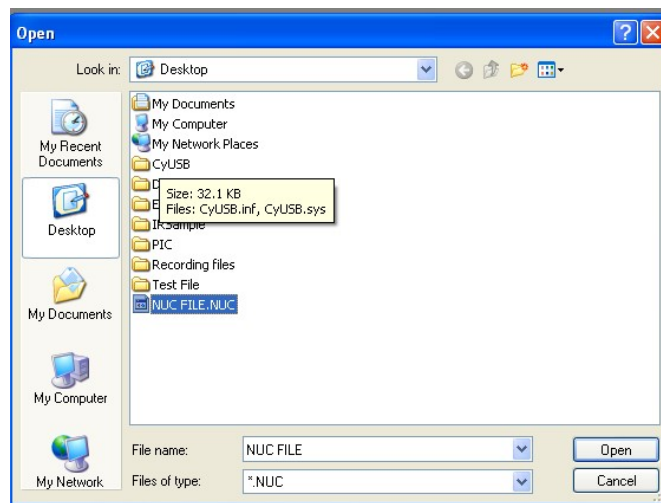 Open
Look in:
Desktop
My Recent
Documents
Desktop
My Documents
My Computer
My Network
My Documents
My Computer
My Network Places
CyUSB
D
Size: 32.1 KB
E
Files: CyUSB.inf, CyUSB.sys
IRSample
PIC
Recording files
Test File
NUC FILE.NUC
File name:
NUC FILE
Open
Files of type:
*.NUC
Cancel